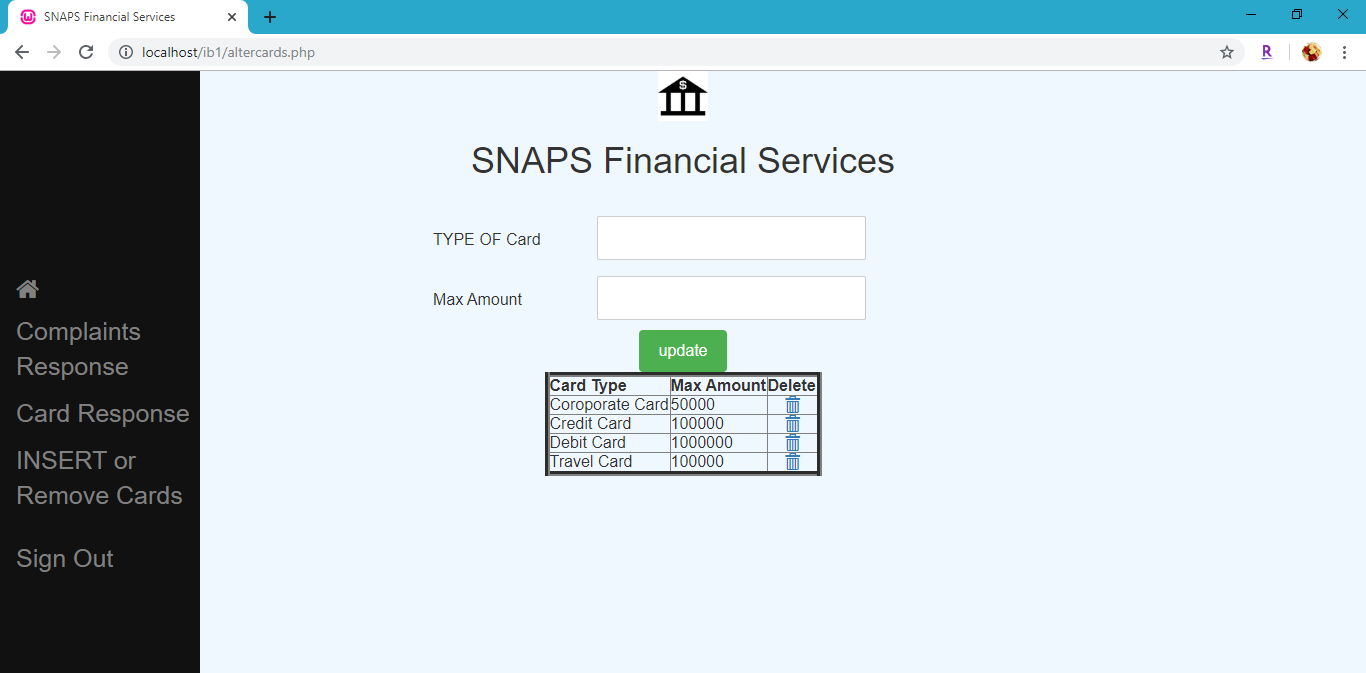 SNAPS Financial Services
localhost/ib1/altercards.php
R
$
SNAPS Financial Services
TYPE OF Card
Max Amount
update
Card Type Max Amount Delete
Coroporate Card 50000
Credit Card 100000
Debit Card 1000000
Travel Card 100000
Complaints
Response
Card Response
INSERT or
Remove Cards
Sign Out